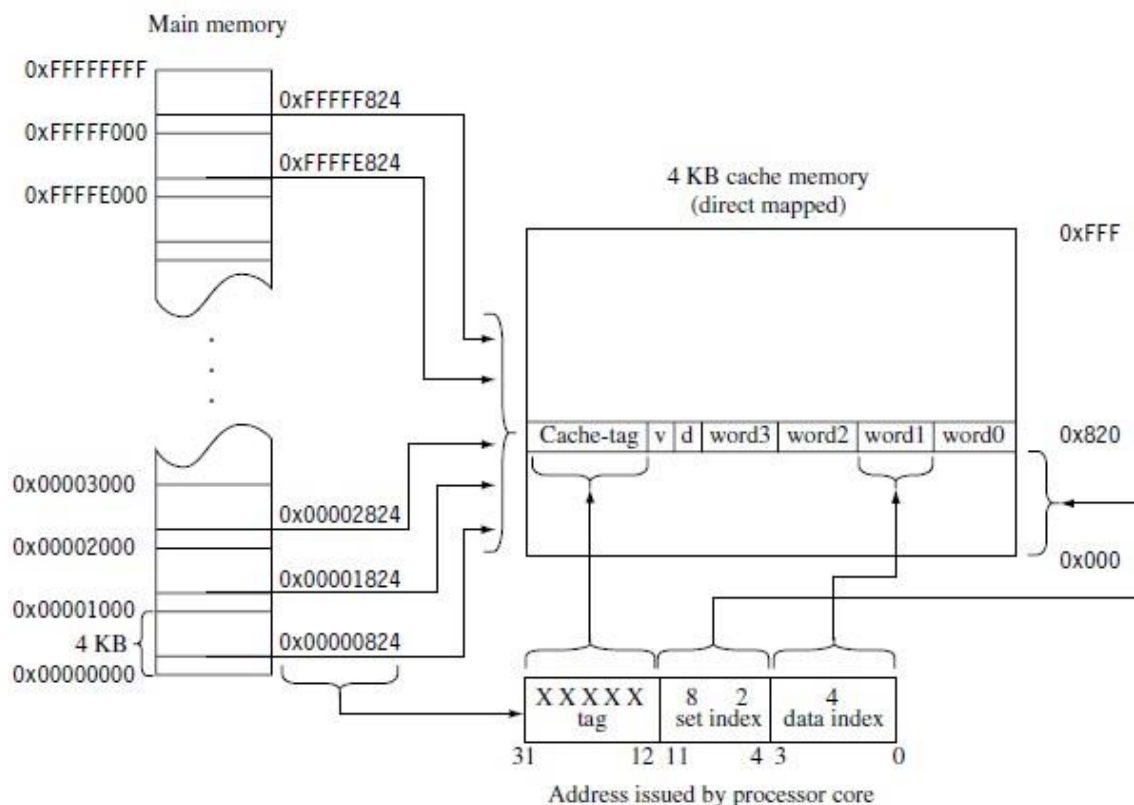 Main memory
0xFFFFFFFF
0xFFFFF824
0xFFFFF000
0xFFFFE824
0xFFFFE000
4 KB cache memory
(direct mapped)
0xFFF
Cache-tag v d word3 word2 word1 word0
0x820
0x00003000
0x00002824
0x00002000
0x000
0x00001824
0x00001000
4 KB
0x00000824
0x00000000
X X X X X 8 2 4
tag set index data index
31 12 11 4 3 0
Address issued by processor core